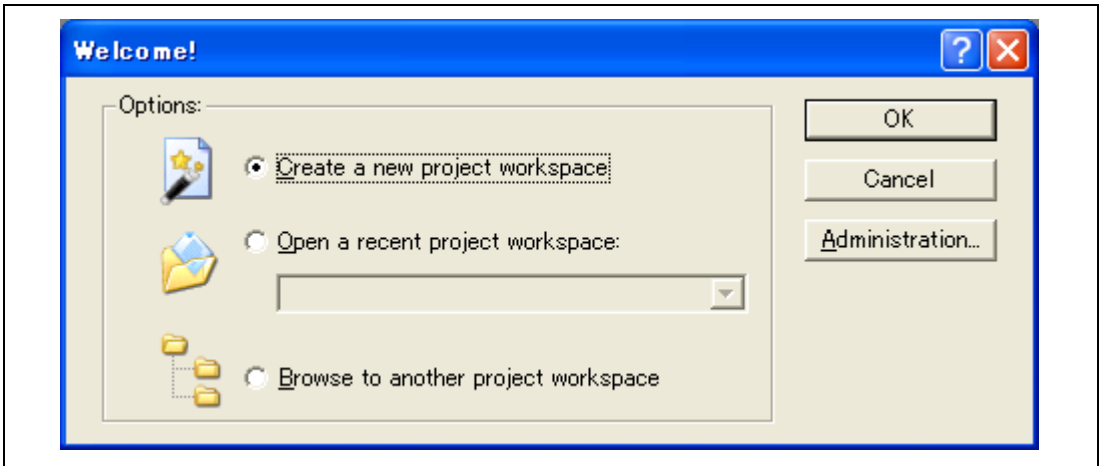 Welcome!
Options:
Create a new project workspace
Open a recent project workspace:
Browse to another project workspace
OK
Cancel
Administration...